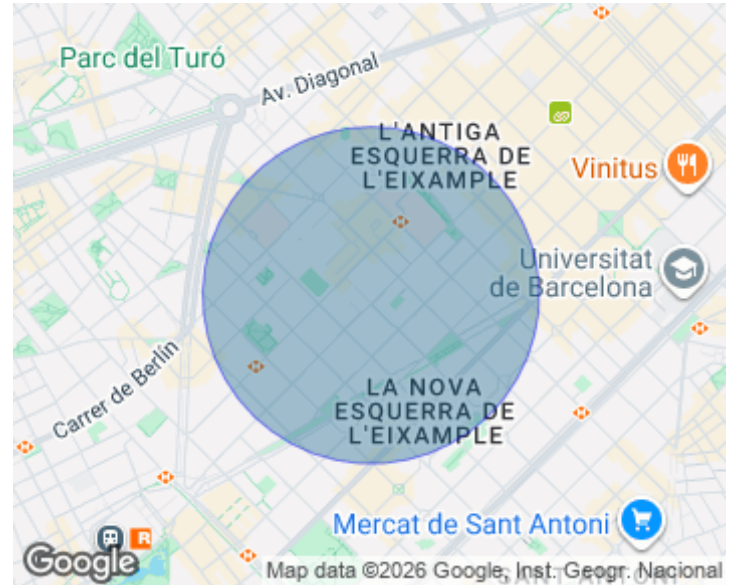 Parc del Turó
Av. Diagonal
L'ANTIGA
ESQUERRA DE
L'EIXAMPLE
Vinitus
Universitat
de Barcelona
Carrer de Berlín
LA NOVA
ESQUERRA DE
L'EIXAMPLE
Mercat de Sant Antoni
R
Google
Map data ©2026 Google, Inst. Geogr. Nacional